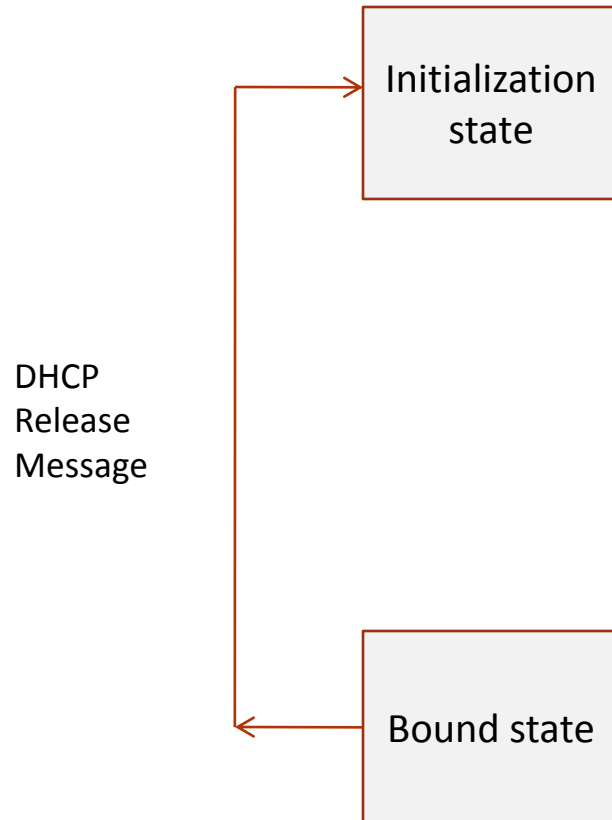 Initialization
state
DHCP
Release
Message
Bound state